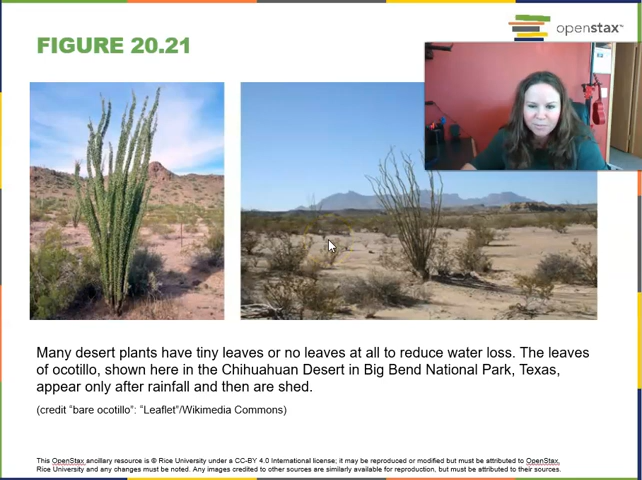 openstax™
FIGURE 20.21
Many desert plants have tiny leaves or no leaves at all to reduce water loss. The leaves
of ocotillo, shown here in the Chihuahuan Desert in Big Bend National Park, Texas,
appear only after rainfall and then are shed.
(credit “bare ocotillo”: “Leaflet”/Wikimedia Commons)
This OpenStax ancillary resource is © Rice University under a CC-BY 4.0 International license; it may be reproduced or modified but must be attributed to OpenStax,
Rice University and any changes must be noted. Any images credited to other sources are similarly available for reproduction, but must be attributed to their sources.